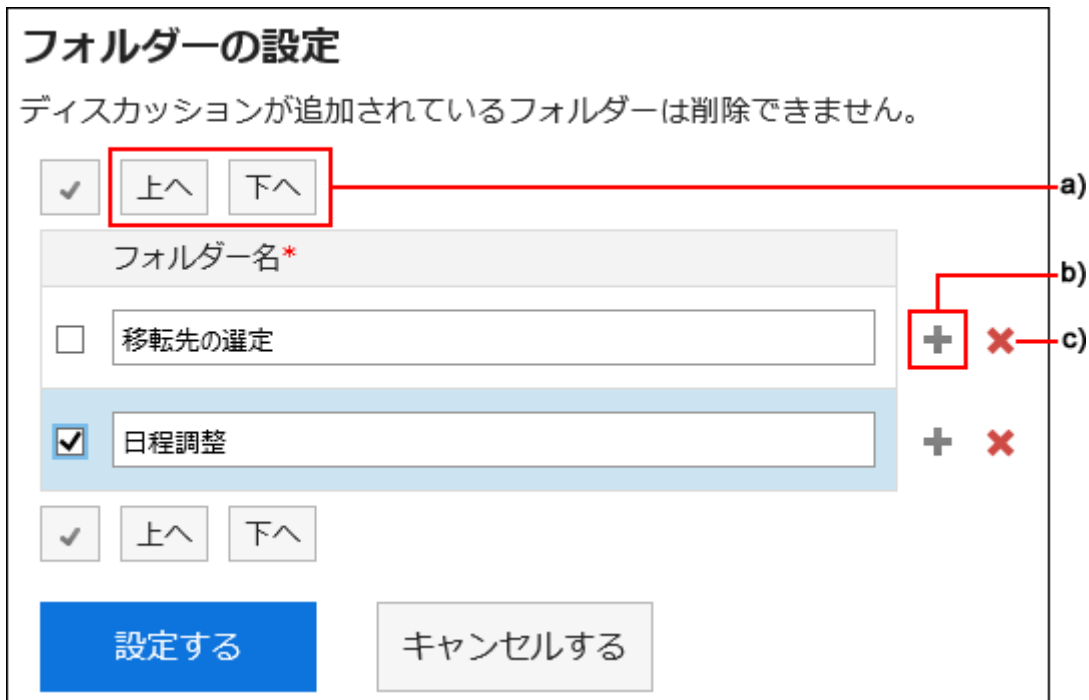 フォルダーの設定
ディスカッションが追加されているフォルダーは削除できません。
上へ 下へ a)
フォルダー名*
b)
移転先の選定 c)
日程調整
上へ 下へ
設定する キャンセルする